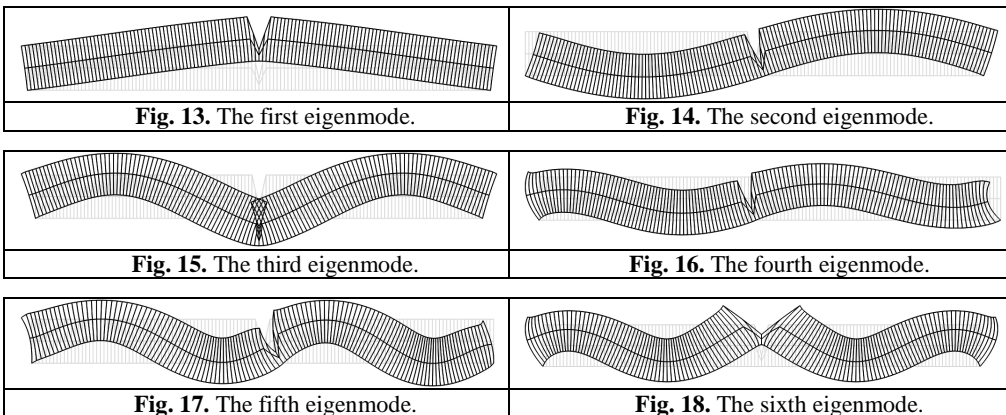 Fig. 13. The first eigenmode.
Fig. 14. The second eigenmode.
Fig. 15. The third eigenmode.
Fig. 16. The fourth eigenmode.
Fig. 17. The fifth eigenmode.
Fig. 18. The sixth eigenmode.